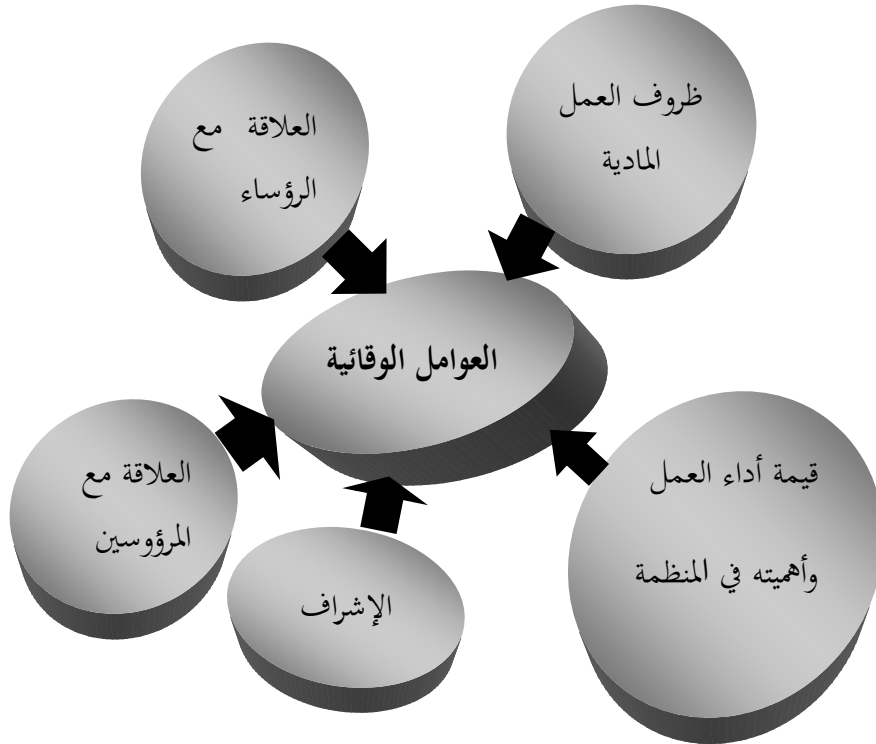 ظروف العمل
المادية
العلاقة مع
الرؤساء
العوامل الوقائية
قيمة أداء العمل
وأهميته في المنظمة
العلاقة مع
المرؤوسين
الإشراف